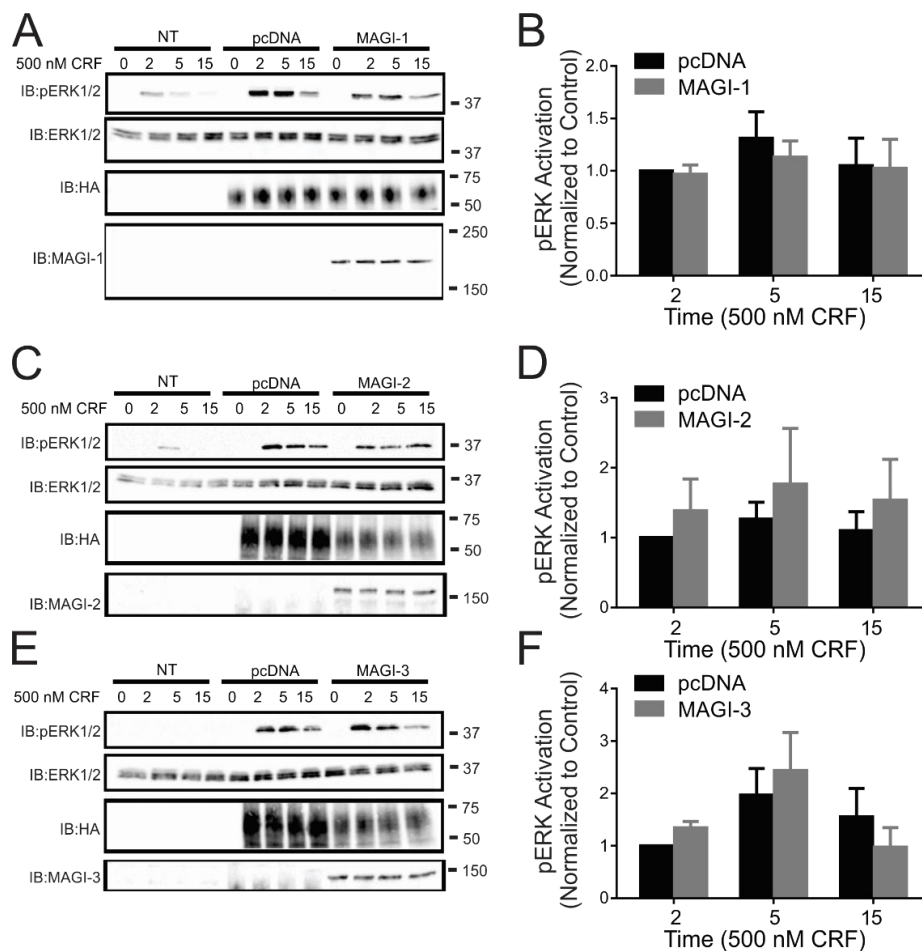 A
NT pcDNA MAGI-1
500 nM CRF 0 2 5 15 0 2 5 15 0 2 5 15
IB:pERK1/2
37
IB:ERK1/2
37
75
IB:HA
50
250
IB:MAGI-1
150
B
pcDNA
MAGI-1
pERK Activation
(Normalized to Control)
2.0
1.5
1.0
0.5
0.0
2 5 15
Time (500 nM CRF)
C
NT pcDNA MAGI-2
500 nM CRF 0 2 5 15 0 2 5 15 0 2 5 15
IB:pERK1/2
37
IB:ERK1/2
37
75
IB:HA
50
IB:MAGI-2
150
D
pcDNA
MAGI-2
pERK Activation
(Normalized to Control)
3
2
1
0
2 5 15
Time (500 nM CRF)
E
NT pcDNA MAGI-3
500 nM CRF 0 2 5 15 0 2 5 15 0 2 5 15
IB:pERK1/2
37
IB:ERK1/2
37
75
IB:HA
50
IB:MAGI-3
150
F
pcDNA
MAGI-3
pERK Activation
(Normalized to Control)
4
3
2
1
0
2 5 15
Time (500 nM CRF)